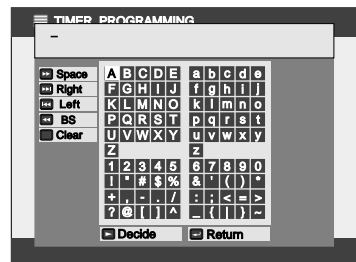 TIMER PROGRAMMING
_
Space A B C D E a b c d e
Right F G H I J f g h i j
Left K L M N O k l m n o
BS P Q R S T p q r s t
Clear U V W X Y u v w x y
Z z
1 2 3 4 5 6 7 8 9 0
! " # $ % & ' ( ) *
+ , - . / : ; < = >
? @ [ ] ^ _ { | } ~
Decide Return